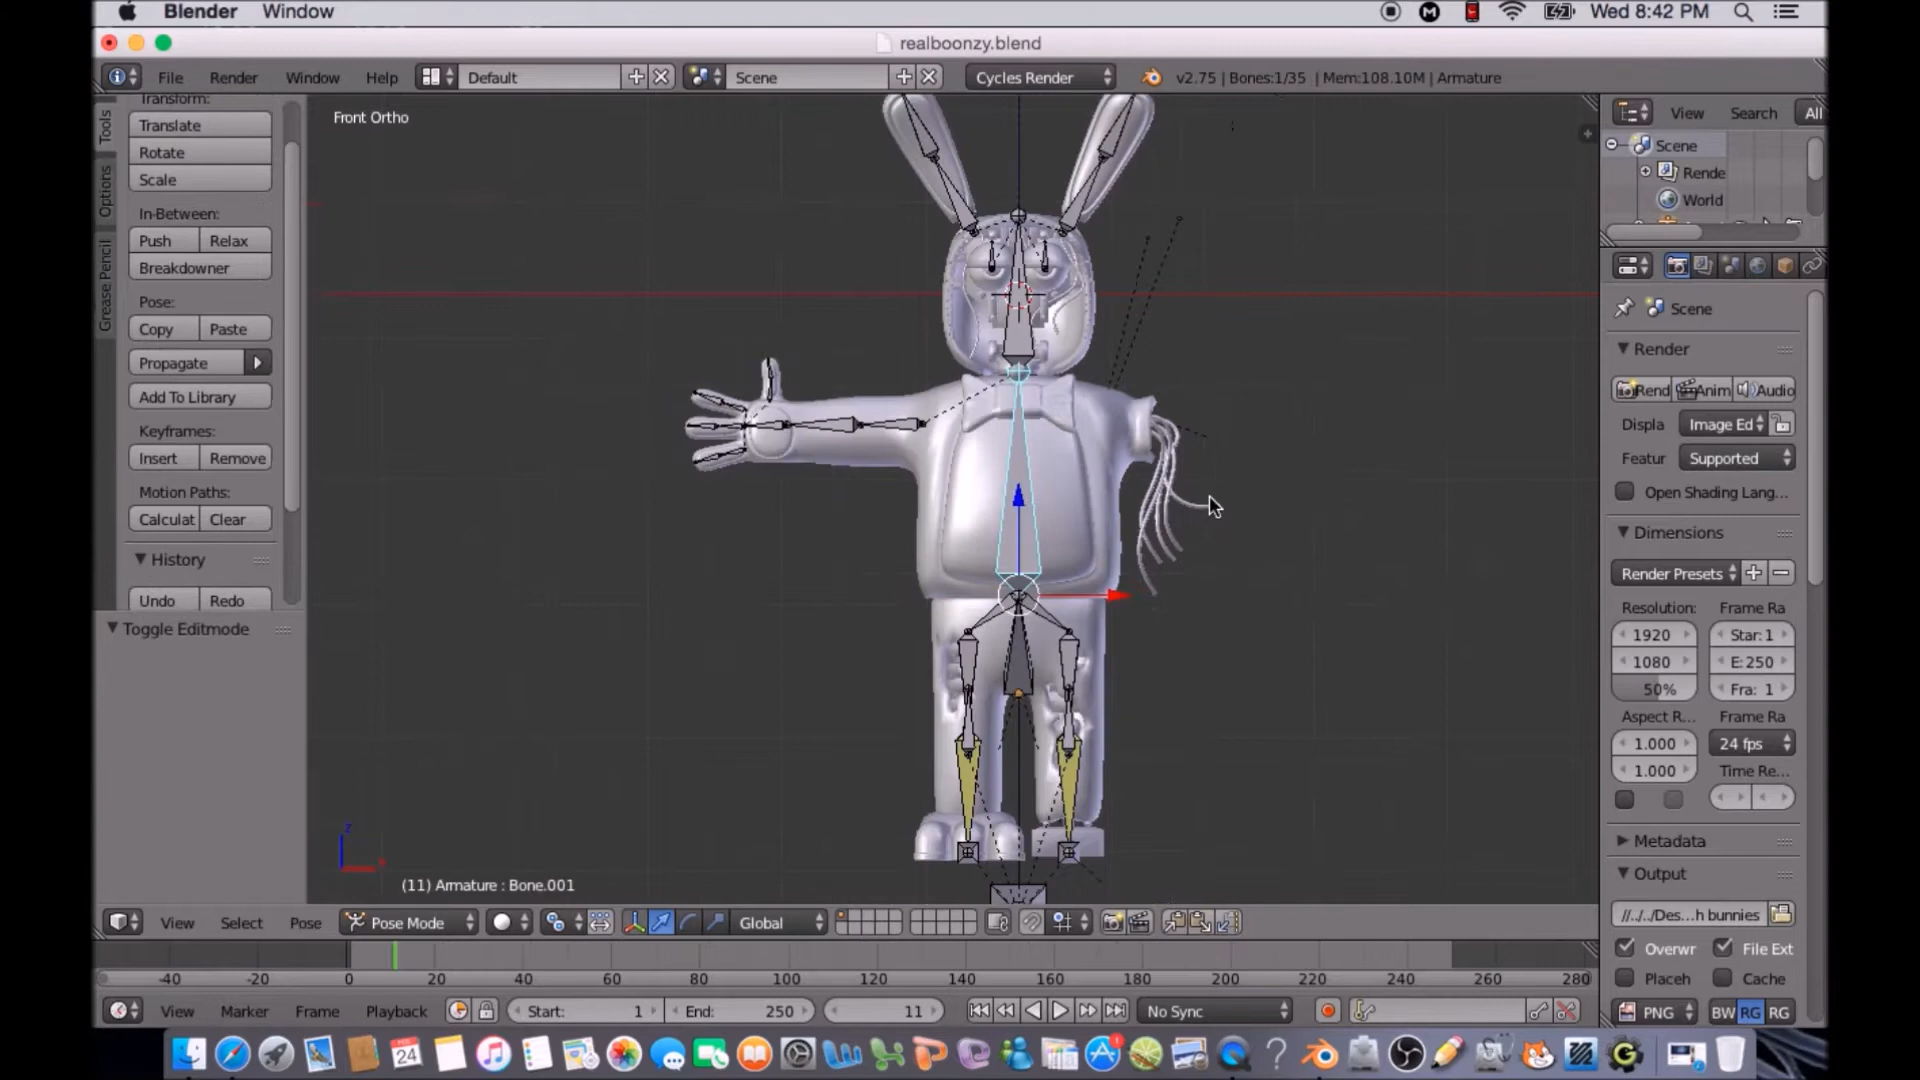 Blender Window Wed 8:42 PM
realboonzy.blend
File Render Window Help Default Scene Cycles Render v2.75 | Bones:1/35 | Mem:108.10M | Armature
Transform:
Translate
Rotate
Scale
In-Between:
Push Relax
Breakdowner
Pose:
Copy Paste
Propagate
Add To Library
Keyframes:
Insert Remove
Motion Paths:
Calculat Clear
History
Undo Redo
Toggle Editmode
Tools
Options
Grease Pencil
Front Ortho
z
x
(11) Armature : Bone.001
View Search All
Scene
Rende
World
Scene
Render
Rend Anim Audio
Displa Image Ed
Featur Supported
Open Shading Lang...
Dimensions
Render Presets
Resolution: Frame Ra
1920 Star: 1
1080 E: 250
50% Fra: 1
Aspect R... Frame Ra
1.000 24 fps
1.000 Time Re...
Metadata
Output
//../../Des...h bunnies
Overwr File Ext
Placeh Cache
PNG BW RG RG
View Select Pose Pose Mode Global
-40 -20 0 20 40 60 80 100 120 140 160 180 200 220 240 260 280
View Marker Frame Playback Start: 1 End: 250 11 No Sync
FEB
24